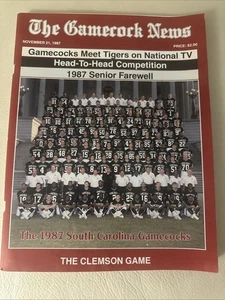 The Gamecock News
NOVEMBER 21, 1987 PRICE: $2.00
Gamecocks Meet Tigers on National TV
Head-To-Head Competition
1987 Senior Farewell
The 1987 South Carolina Gamecocks
THE CLEMSON GAME